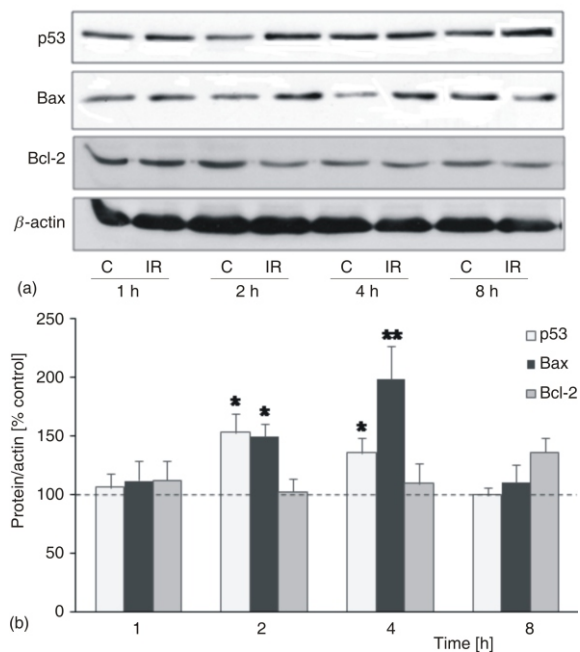 (a)
p53
Bax
Bcl-2
β-actin
C IR C IR C IR C IR
1 h 2 h 4 h 8 h
250
200
150
100
50
0
Protein/actin [% control]
* * * **
p53
Bax
Bcl-2
(b)
1 2 4 8
Time [h]